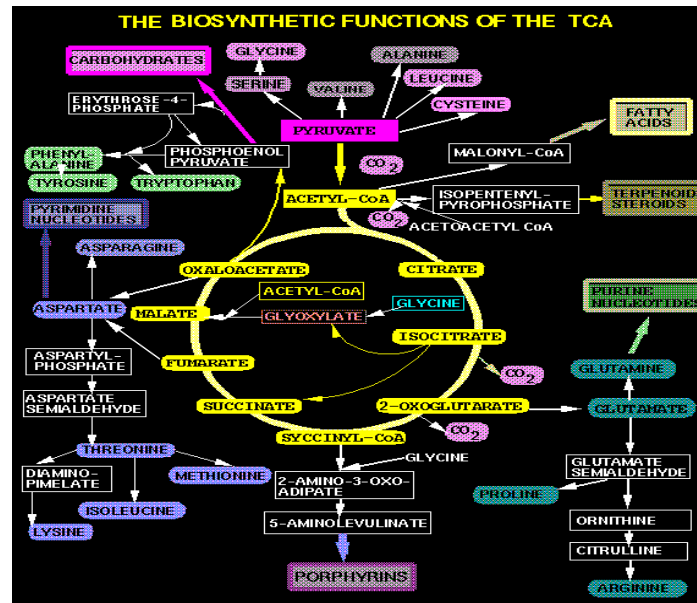 THE BIOSYNTHETIC FUNCTIONS OF THE TCA
GLYCINE
ALANINE
CARBOHYDRATES
SERINE
VALINE
LEUCINE
FATTY
ACIDS
ERYTHROSE-4-
PHOSPHATE
CYSTEINE
PYRUVATE
MALONYL-CoA
PHENYL
ALANINE
PHOSPHOENOL
PYRUVATE
CO2
TYROSINE
TRYPTOPHAN
ACETYL-CoA
ISOPENTENYL-
PYROPHOSPHATE
TERPENOID
STEROIDS
PYRIMIDINE
NUCLEOTIDES
CO2
ACETOACETYL CoA
ASPARAGINE
OXALOACETATE
CITRATE
PURINE
NUCLEOTIDES
ACETYL-CoA
ASPARTATE
MALATE
GLYOXYLATE
GLYCINE
ISOCITRATE
ASPARTYL-
PHOSPHATE
FUMARATE
CO2
GLUTAMINE
ASPARTATE
SEMIALDEHYDE
SUCCINATE
2-OXOGLUTARATE
GLUTAMATE
SYCCINYL-CoA
CO2
THREONINE
GLYCINE
GLUTAMATE
SEMIALDEHYDE
DIAMINO-
PIMELATE
METHIONINE
2-AMINO-3-OXO-
ADIPATE
PROLINE
ISOLEUCINE
5-AMINOLEVULINATE
ORNITHINE
LYSINE
CITRULLINE
PORPHYRINS
ARGININE